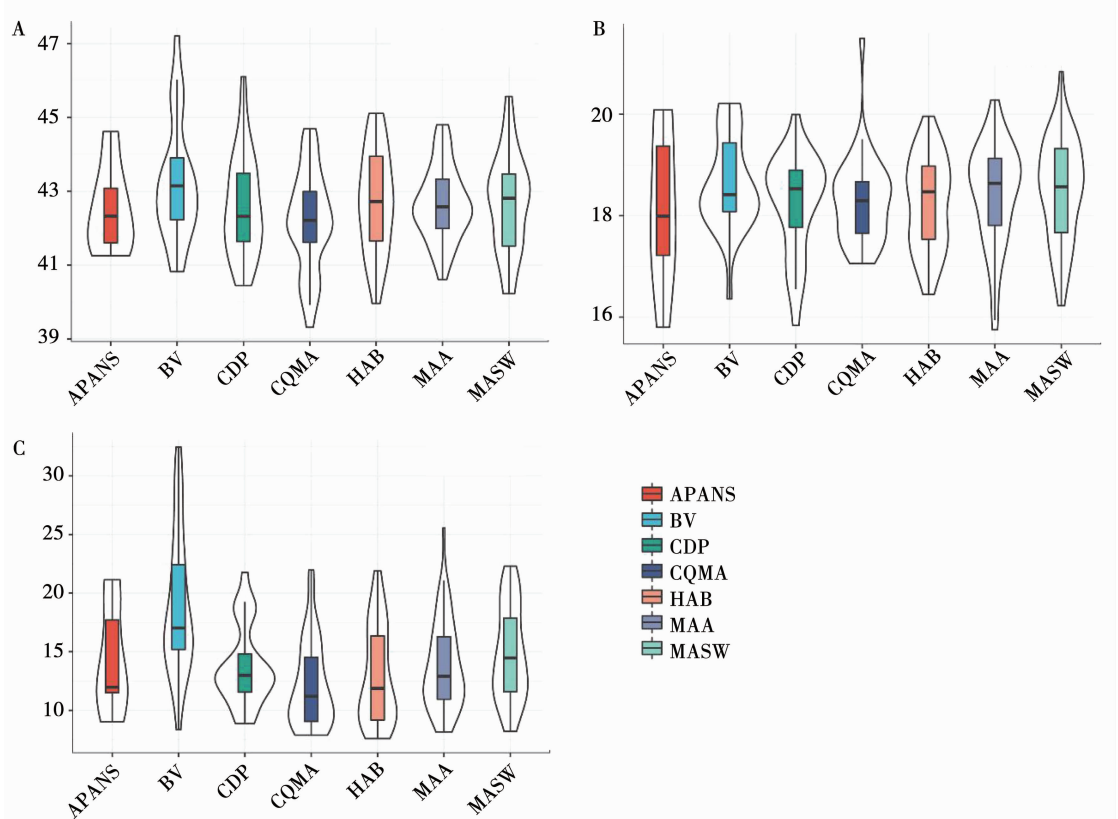 A
47
45
43
41
39
APANS
BV
CDP
CQMA
HAB
MAA
MASW
B
20
18
16
APANS
BV
CDP
CQMA
HAB
MAA
MASW
C
30
25
20
15
10
APANS
BV
CDP
CQMA
HAB
MAA
MASW
APANS
BV
CDP
CQMA
HAB
MAA
MASW